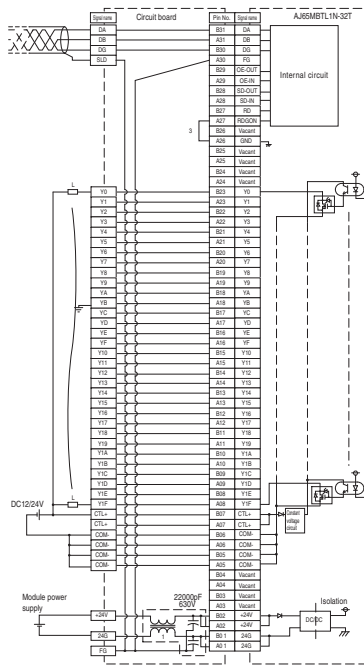 Signal name Circuit board Pin No. Signal name AJ65MBTL1N-32T
DA B31 DA
DB A31 DB
DG B30 DG
SLD A30 FG
B29 OE-OUT
A29 OE-IN
B28 SD-OUT
A28 SD-IN
B27 RD
A27 RDGON
B26 Vacant
A26 GND
B25 Vacant
A25 Vacant
B24 Vacant
A24 Vacant
Internal circuit
3
L
Y0 B23 Y0
Y1 A23 Y1
Y2 B22 Y2
Y3 A22 Y3
Y4 B21 Y4
Y5 A21 Y5
Y6 B20 Y6
Y7 A20 Y7
Y8 B19 Y8
Y9 A19 Y9
YA B18 YA
YB A18 YB
YC B17 YC
YD A17 YD
YE B16 YE
YF A16 YF
Y10 B15 Y10
Y11 A15 Y11
Y12 B14 Y12
Y13 A14 Y13
Y14 B13 Y14
Y15 A13 Y15
Y16 B12 Y16
Y17 A12 Y17
Y18 B11 Y18
Y19 A11 Y19
Y1A B10 Y1A
Y1B A10 Y1B
Y1C B09 Y1C
Y1D A09 Y1D
Y1E B08 Y1E
L
Y1F A08 Y1F
DC12/24V
CTL+ B07 CTL+
CTL+ A07 CTL+
COM- B06 COM-
COM- A06 COM-
COM- B05 COM-
COM- A05 COM-
Constant
voltage
circuit
B04 Vacant
A04 Vacant
B03 Vacant
A03 Vacant
Module power
supply
22000pF
630V
Isolation
+24V B02 +24V
A02 +24V
24G B0 1 24G
FG A0 1 24G
1
DC/DC